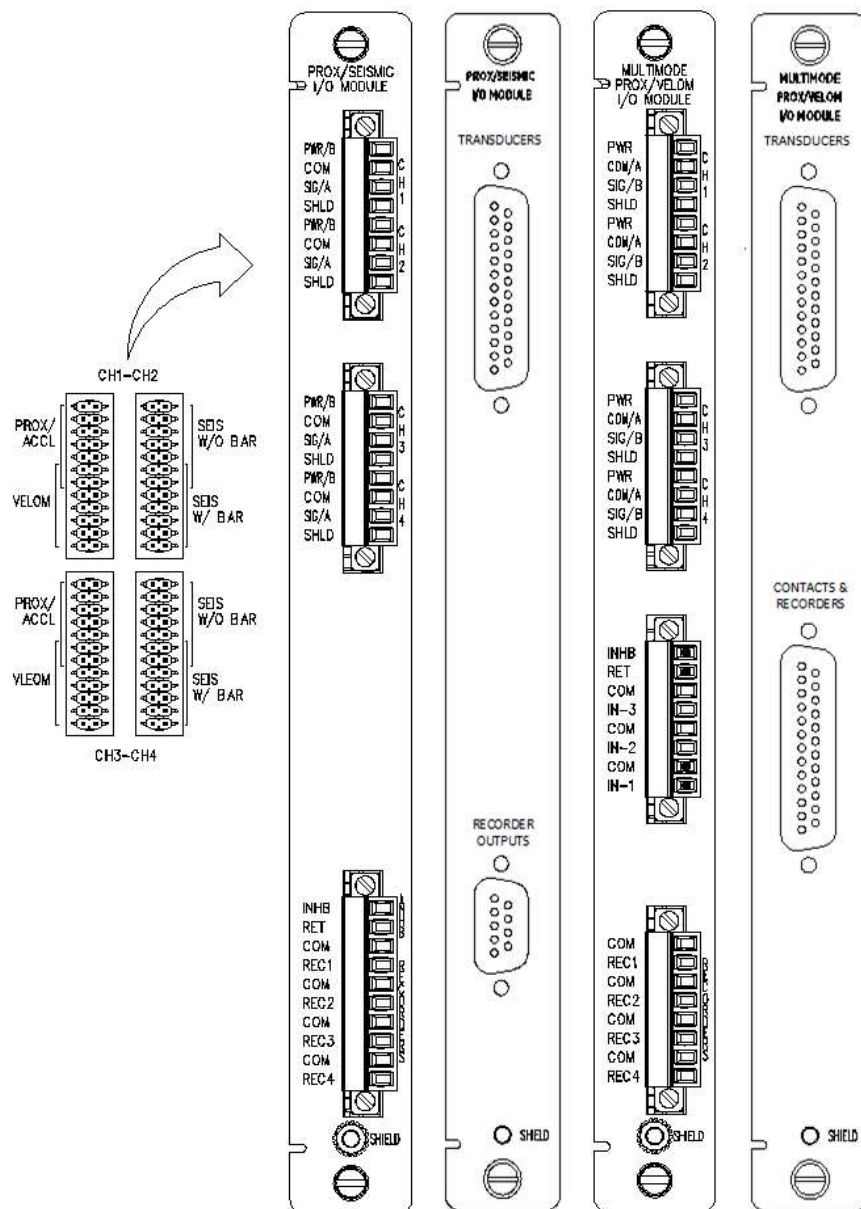 CH1-CH2
PROX/
ACCL
VELOM
SEIS
W/O BAR
SEIS
W/ BAR
PROX/
ACCL
VLEOM
SEIS
W/O BAR
SEIS
W/ BAR
CH3-CH4
PROX/SEISMIC
I/O MODULE
PWR/B
COM
SIG/A
SHLD
PWR/B
COM
SIG/A
SHLD
CH1
CH2
PWR/B
COM
SIG/A
SHLD
PWR/B
COM
SIG/A
SHLD
CH3
CH4
INHB
RET
COM
REC1
COM
REC2
COM
REC3
COM
REC4
SHIELD
PROX/SEISMIC
I/O MODULE
TRANSDUCERS
RECORDER
OUTPUTS
SHIELD
MULTIMODE
PROX/VELOM
I/O MODULE
PWR
COM/A
SIG/B
SHLD
PWR
COM/A
SIG/B
SHLD
CH1
CH2
PWR
COM/A
SIG/B
SHLD
PWR
COM/A
SIG/B
SHLD
CH3
CH4
INHB
RET
COM
IN-3
COM
IN-2
COM
IN-1
COM
REC1
COM
REC2
COM
REC3
COM
REC4
SHIELD
MULTIMODE
PROX/VELOM
I/O MODULE
TRANSDUCERS
CONTACTS &
RECORDERS
SHIELD